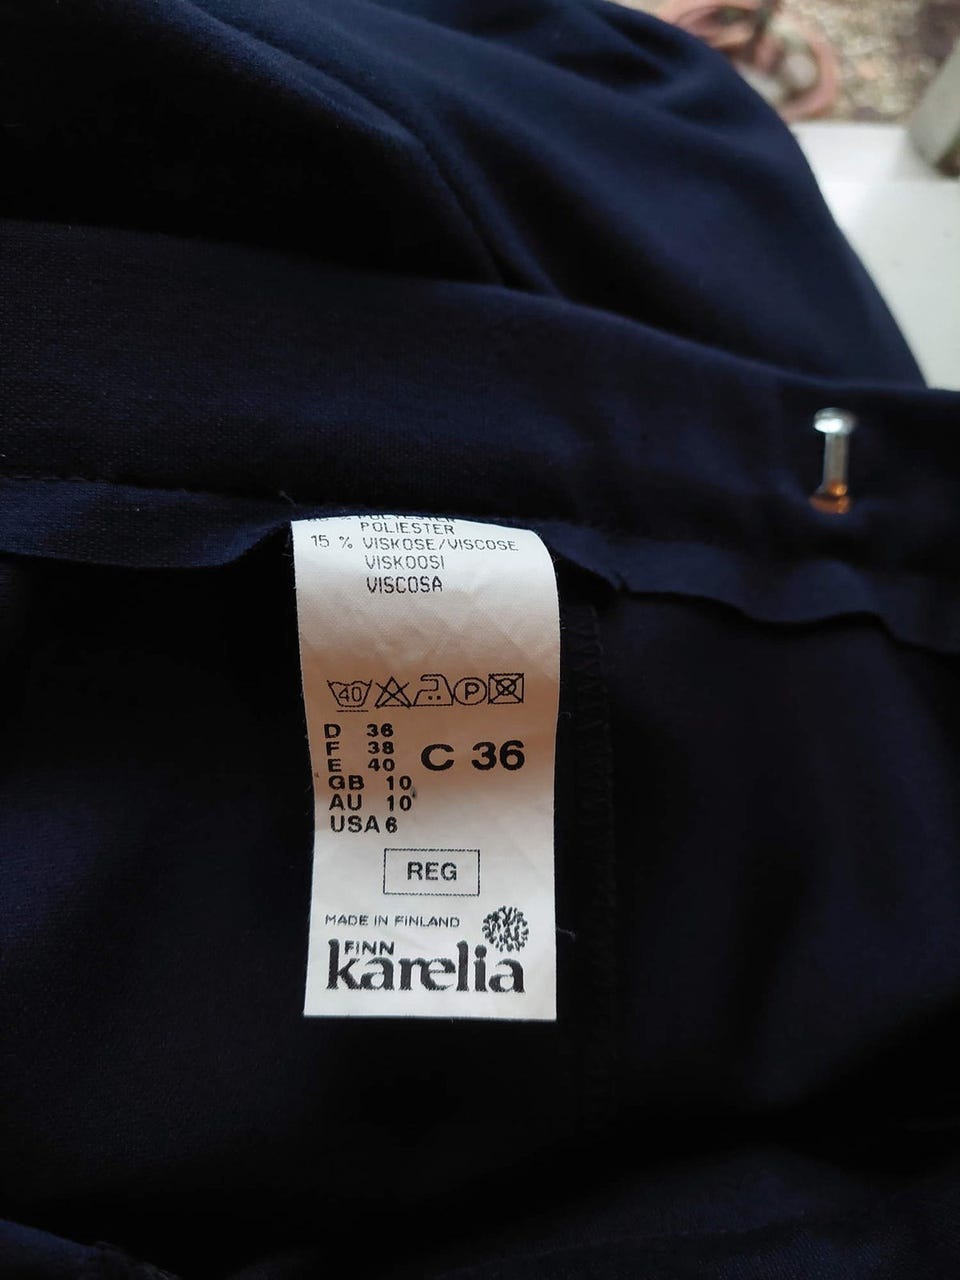 POLYESTER
POLIESTER
15 % VISKOSE/VISCOSE
VISKOOSI
VISCOSA
40 P
D 36
F 38
E 40
GB 10
AU 10
USA 6
C 36
REG
MADE IN FINLAND
FINN
karelia